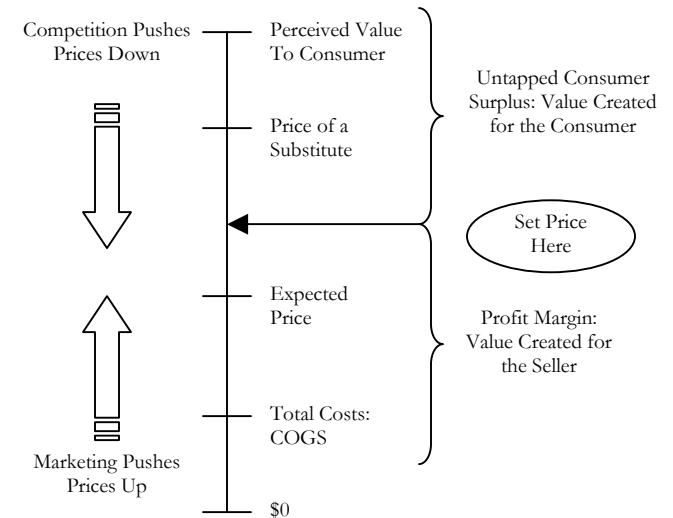 Competition Pushes
Prices Down
Perceived Value
To Consumer
Untapped Consumer
Surplus: Value Created
for the Consumer
Price of a
Substitute
Set Price
Here
Expected
Price
Profit Margin:
Value Created for
the Seller
Total Costs:
COGS
Marketing Pushes
Prices Up
$0